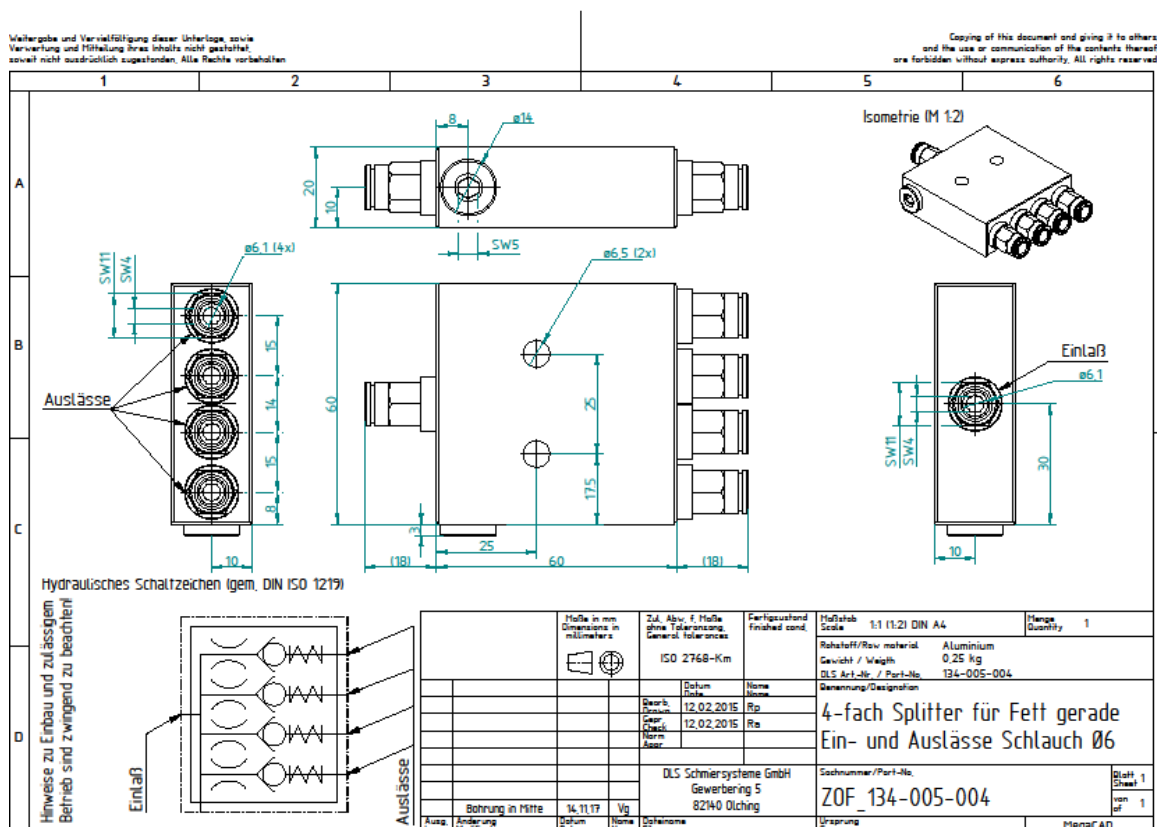 Weitergabe und Vervielfältigung dieser Unterlage, sowie
Verwertung und Mitteilung ihres Inhalts nicht gestattet,
soweit nicht ausdrücklich zugestanden. Alle Rechte vorbehalten
Copying of this document and giving it to others
and the use or communication of the contents thereof
are forbidden without express authority. All rights reserved
1 2 3 4 5 6
A
B
C
D
Isometrie (M 1:2)
8
ø14
20
10
SW5
ø6,1 (4x)
SW11
SW4
15
14
15
8
10
Auslässe
ø6,5 (2x)
60
25
17,5
3
25
(18)
60
(18)
Einlaß
ø6,1
SW11
SW4
30
10
Hydraulisches Schaltzeichen (gem. DIN ISO 1219)
Hinweise zu Einbau und zulässigem
Betrieb sind zwingend zu beachten!
Einlaß
Auslässe
Maße in mm
Dimensions in
millimeters
Zul. Abw. f. Maße
ohne Toleranzang.
General tolerances
ISO 2768-Km
Fertigzustand
finished cond.
Maßstab
Scale
1:1 (1:2) DIN A4
Menge
Quantity
1
Rohstoff/Raw material Aluminium
Gewicht / Weigth 0,25 kg
DLS Art.-Nr. / Part-No. 134-005-004
Datum
Date
Name
Name
Bearb.
Drawn
12.02.2015 Rp
Gepr.
Check
12.02.2015 Ra
Norm
Appr
Benennung/Designation
4-fach Splitter für Fett gerade
Ein- und Auslässe Schlauch Ø6
DLS Schmiersysteme GmbH
Gewerbering 5
82140 Olching
Sachnummer/Part-No.
ZOF_134-005-004
Blatt
Sheet
1
von
of
1
Bohrung in Mitte 14.11.17 Vg
Ausg. Änderung Datum Name Dateiname
Ursprung
MegaCAD